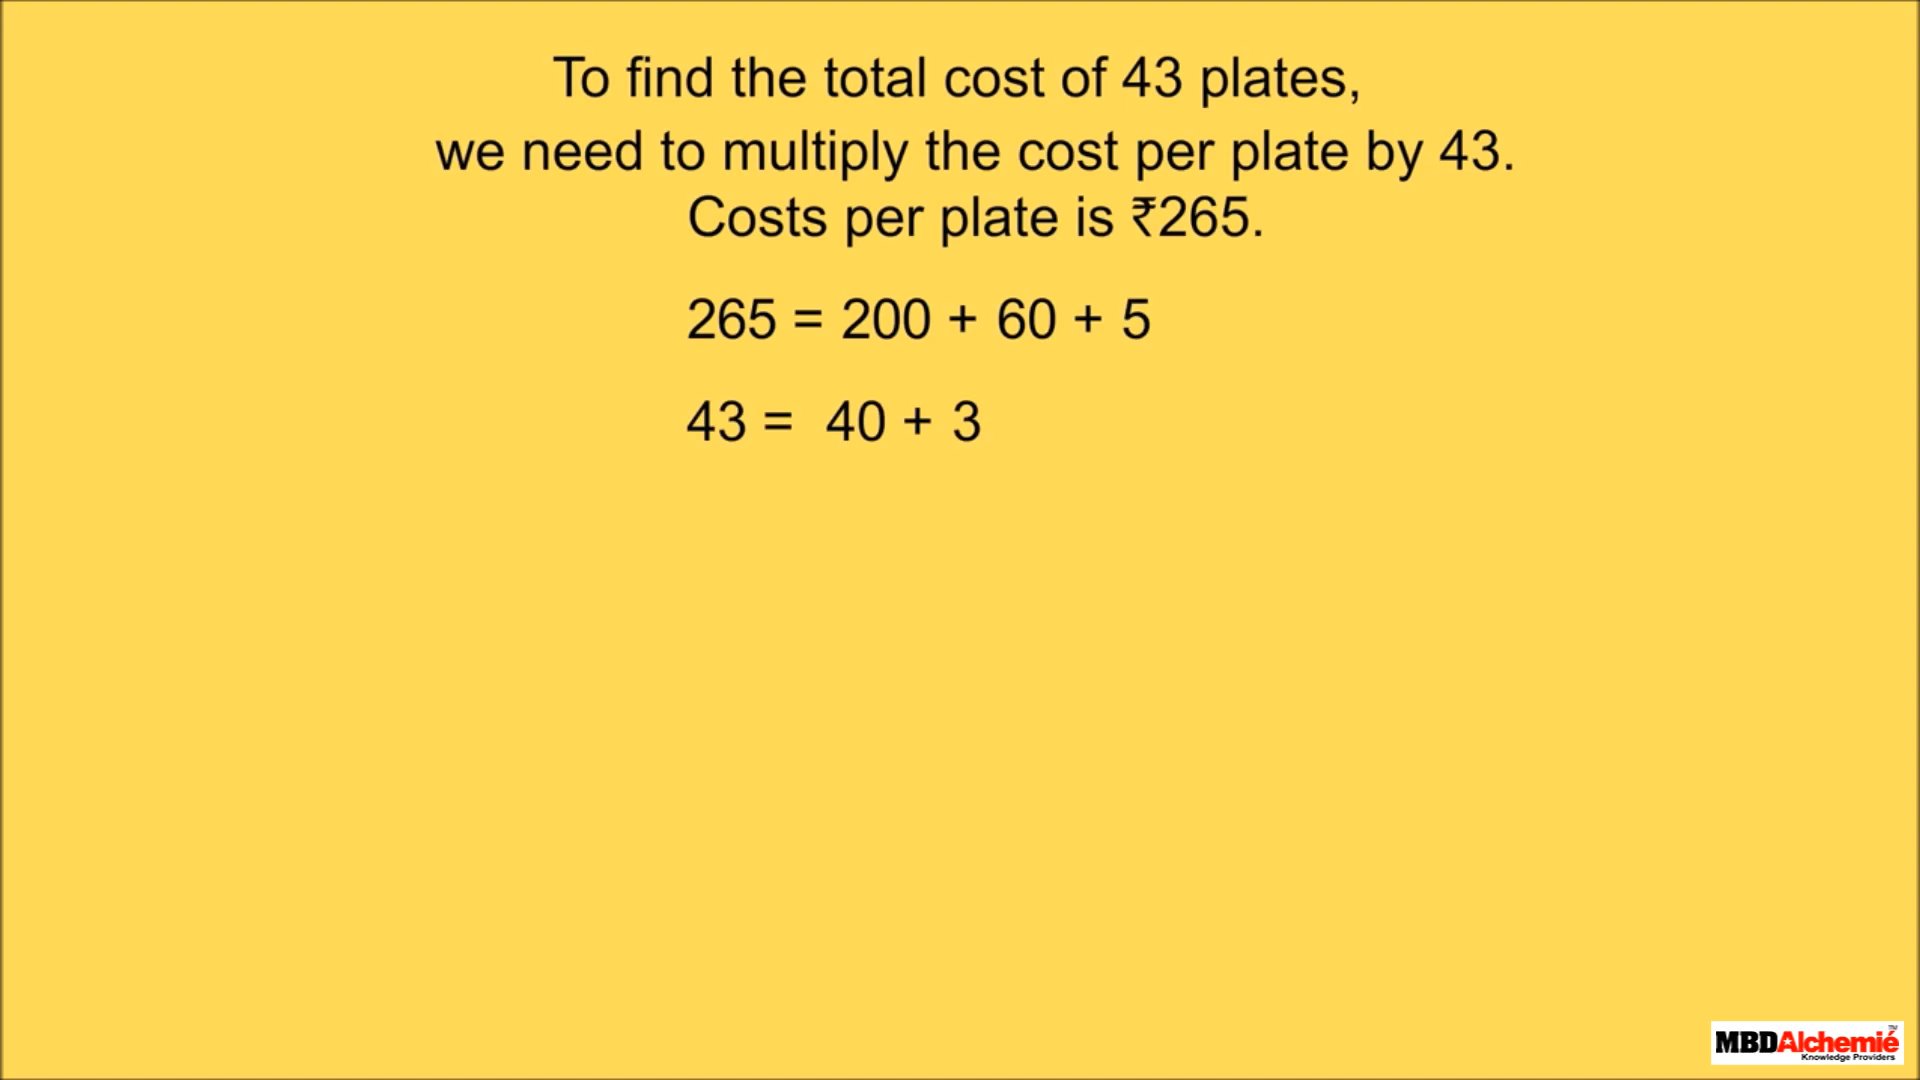 To find the total cost of 43 plates,
we need to multiply the cost per plate by 43.
Costs per plate is ₹265.
265 = 200 + 60 + 5
43 = 40 + 3
MBDAlchemié™
Knowledge Providers